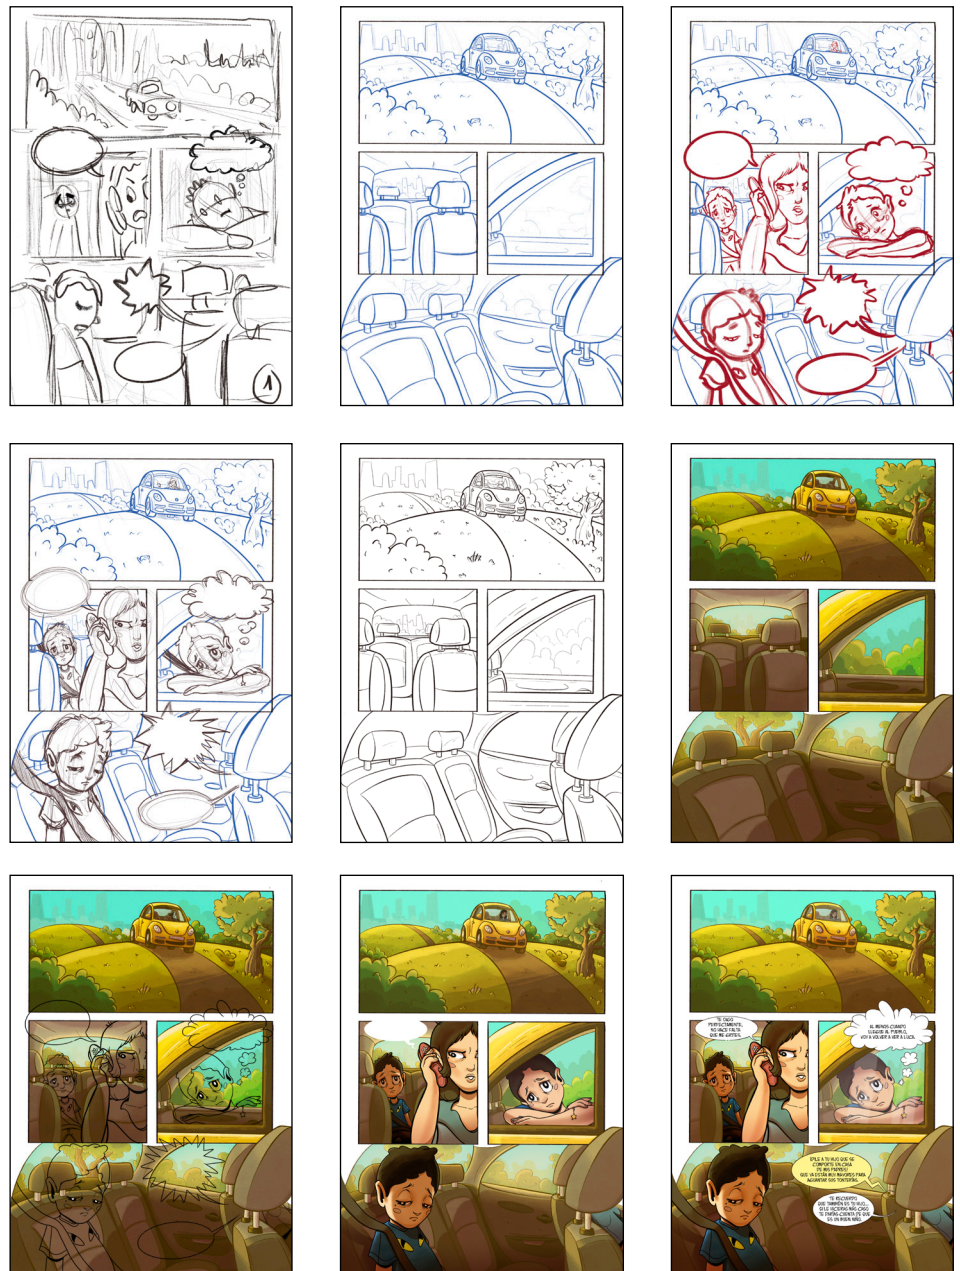 1
TE OIGO
PERFECTAMENTE,
NO HACE FALTA
QUE ME GRITES.
AL MENOS CUANDO
LLEGUE AL PUEBLO,
VOY A VOLVER A VER A LUCA.
¡DILE A TU HIJO QUE SE
COMPORTE EN CASA
DE MIS PADRES!
QUE YA ESTÁN MUY MAYORES PARA
AGUANTAR SUS TONTERÍAS.
TE RECUERDO
QUE TAMBIÉN ES TU HIJO...
SI LE HICIERAS MÁS CASO
TE DARÍAS CUENTA DE QUE
ES UN BUEN NIÑO.